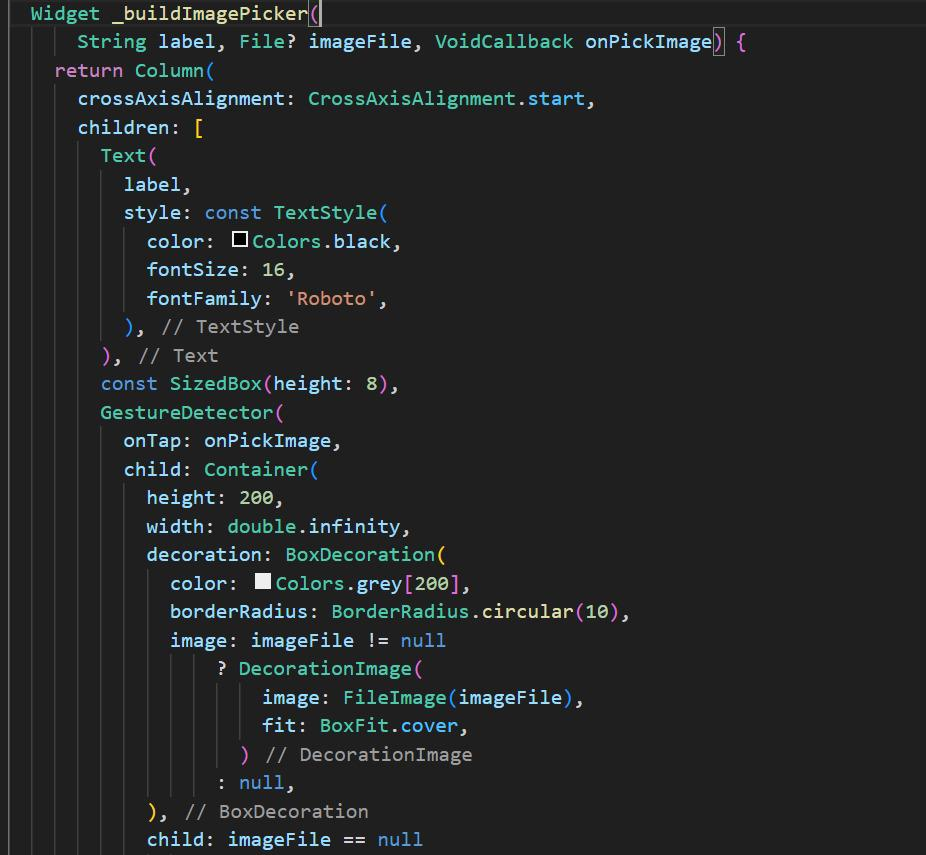 Widget _buildImagePicker(
    String label, File? imageFile, VoidCallback onPickImage) {
  return Column(
    crossAxisAlignment: CrossAxisAlignment.start,
    children: [
      Text(
        label,
        style: const TextStyle(
          color: Colors.black,
          fontSize: 16,
          fontFamily: 'Roboto',
        ), // TextStyle
      ), // Text
      const SizedBox(height: 8),
      GestureDetector(
        onTap: onPickImage,
        child: Container(
          height: 200,
          width: double.infinity,
          decoration: BoxDecoration(
            color: Colors.grey[200],
            borderRadius: BorderRadius.circular(10),
            image: imageFile != null
                ? DecorationImage(
                    image: FileImage(imageFile),
                    fit: BoxFit.cover,
                  ) // DecorationImage
                : null,
          ), // BoxDecoration
          child: imageFile == null